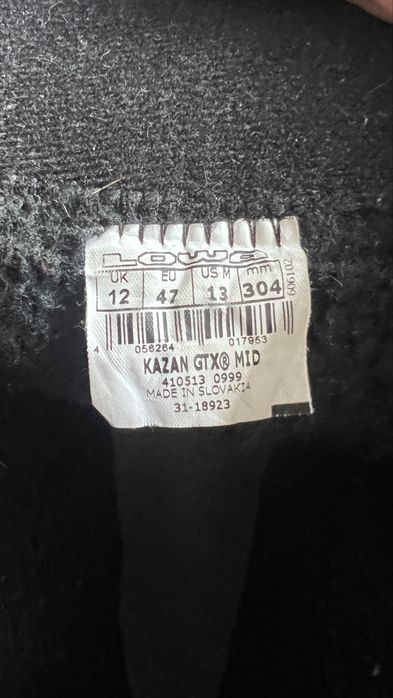 LOWA
UK EU US M mm
12 47 13 304
606102
4 056264 017953
KAZAN GTX® MID
410513 0999
MADE IN SLOVAKIA
31-18923